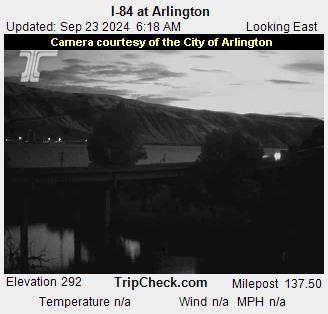 I-84 at Arlington
Updated: Sep 23 2024 6:18 AM Looking East
Camera courtesy of the City of Arlington
Elevation 292 TripCheck.com Milepost 137.50
Temperature n/a Wind n/a MPH n/a